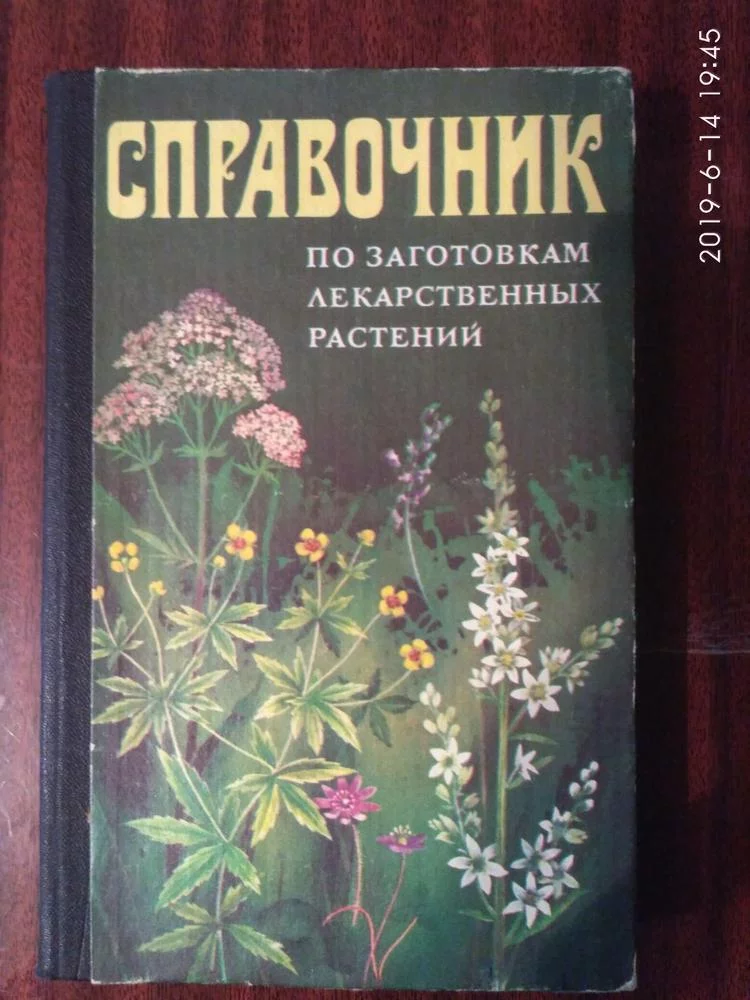 СПРАВОЧНИК
ПО ЗАГОТОВКАМ
ЛЕКАРСТВЕННЫХ
РАСТЕНИЙ
2019-6-14 19:45